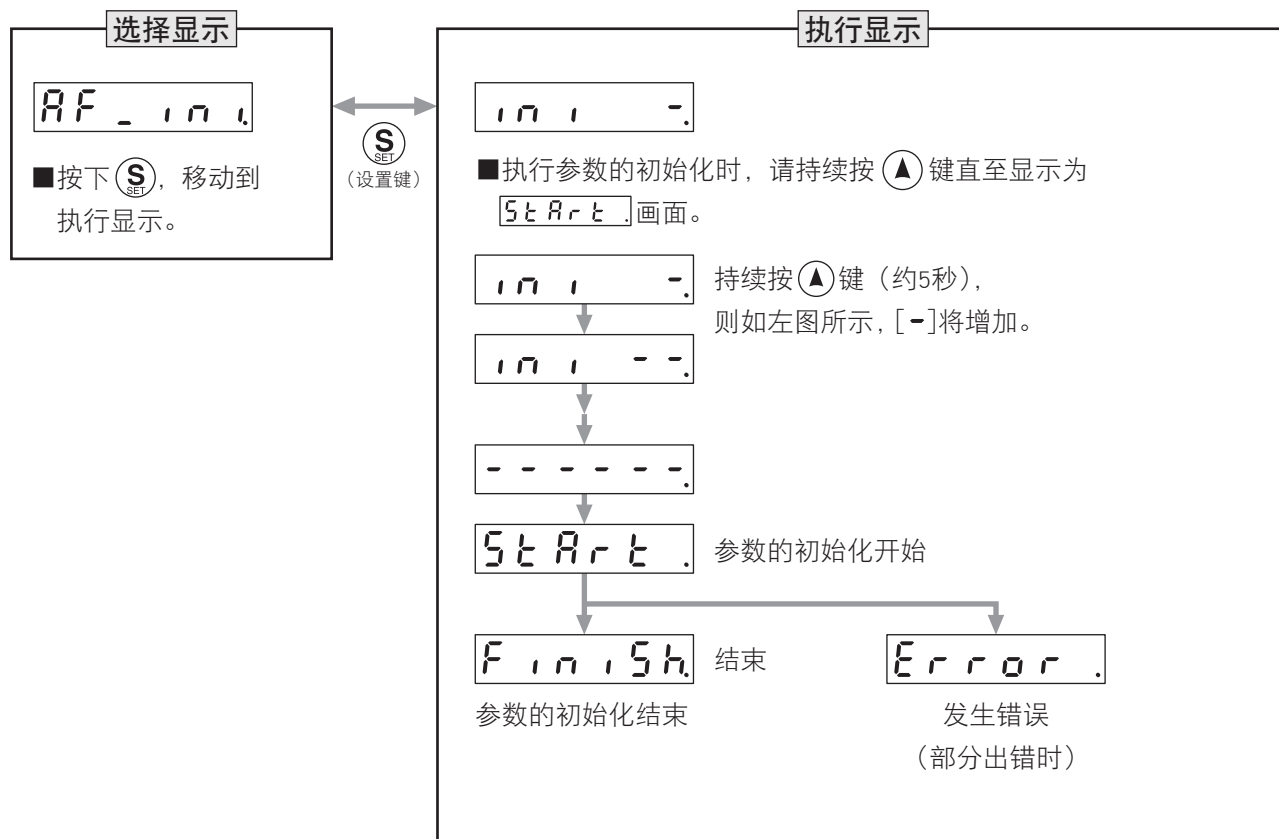 选择显示
AF_ini.
■按下 S SET，移动到
执行显示。
S SET
（设置键）
执行显示
ini -.
■执行参数的初始化时，请持续按▲键直至显示为
StArt .画面。
ini -.
持续按▲键（约5秒），
则如左图所示，[-]将增加。
ini --.
------.
StArt .
参数的初始化开始
FiniSh.
结束
参数的初始化结束
Error .
发生错误
（部分出错时）